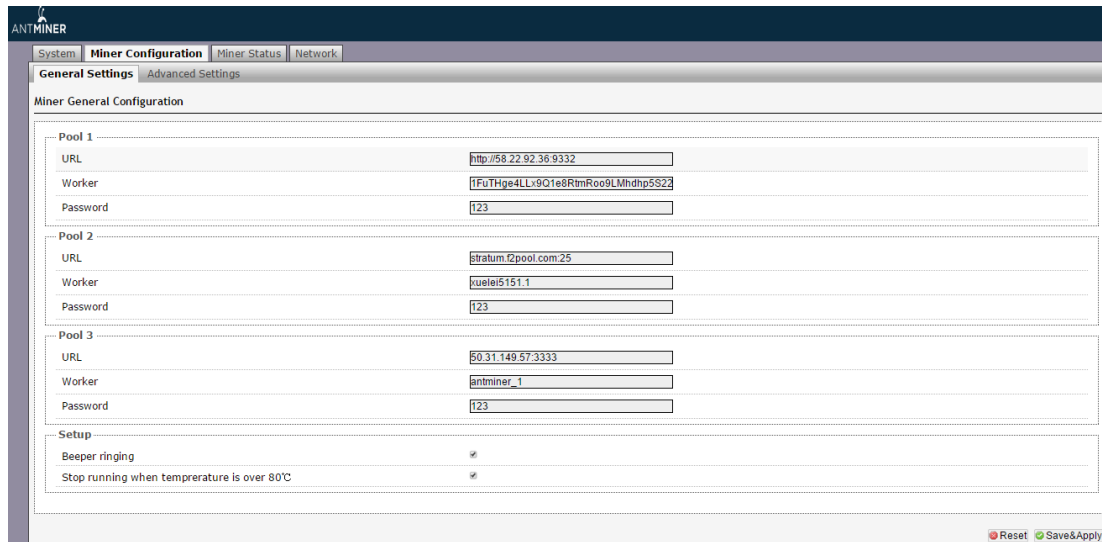 ANTMINER
System Miner Configuration Miner Status Network
General Settings Advanced Settings
Miner General Configuration
Pool 1
URL http://58.22.92.36:9332
Worker 1FuTHge4LLx9Q1e8RtmRoo9LMhdhp5S22
Password 123
Pool 2
URL stratum.f2pool.com:25
Worker xuelei5151.1
Password 123
Pool 3
URL 50.31.149.57:3333
Worker antminer_1
Password 123
Setup
Beeper ringing
Stop running when temprerature is over 80℃
Reset Save&Apply